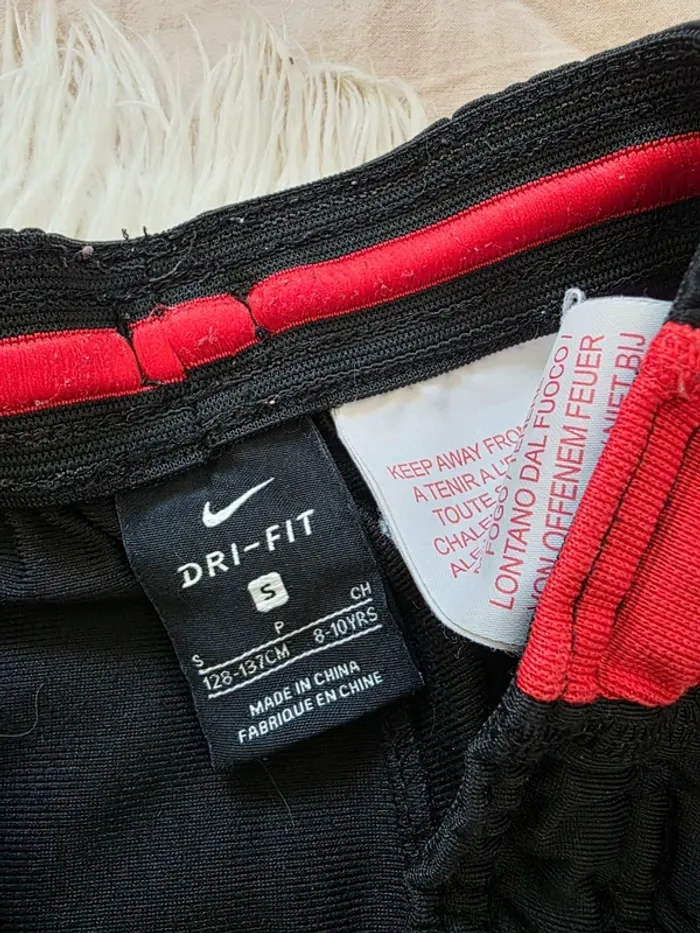 DRI-FIT
S
S P CH
128-137CM 8-10YRS
MADE IN CHINA
FABRIQUE EN CHINE
KEEP AWAY FROM
A TENIR A
TOUTE
LONTANO DAL FUOCO
VON OFFENEM FEUER
NIET BIJ